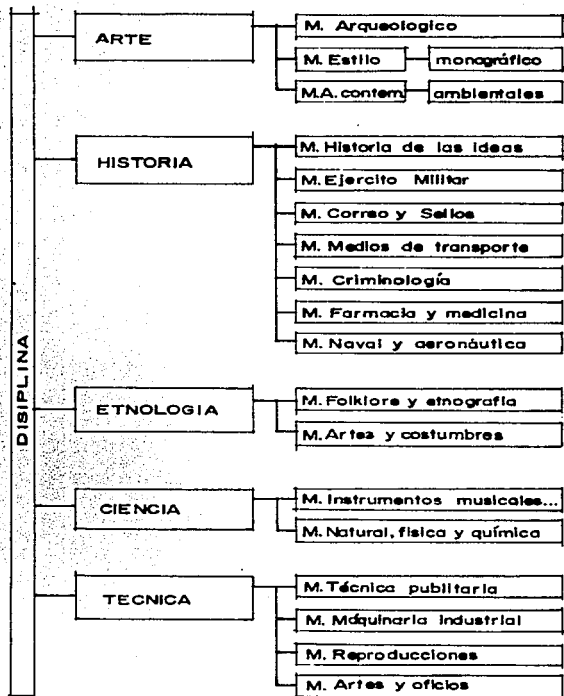 DISIPLINA
ARTE
M. Arqueologico
M. Estilo monográfico
M.A. contem. ambientales
HISTORIA
M. Historia de las ideas
M. Ejercito Militar
M. Correo y Sellos
M. Medios de transporte
M. Criminología
M. Farmacia y medicina
M. Naval y aeronáutica
ETNOLOGIA
M. Folklore y etnografía
M. Artes y costumbres
CIENCIA
M. Instrumentos musicales...
M. Natural, física y química
TECNICA
M. Técnica publitaria
M. Máquinaria industrial
M. Reproducciones
M. Artes y oficios